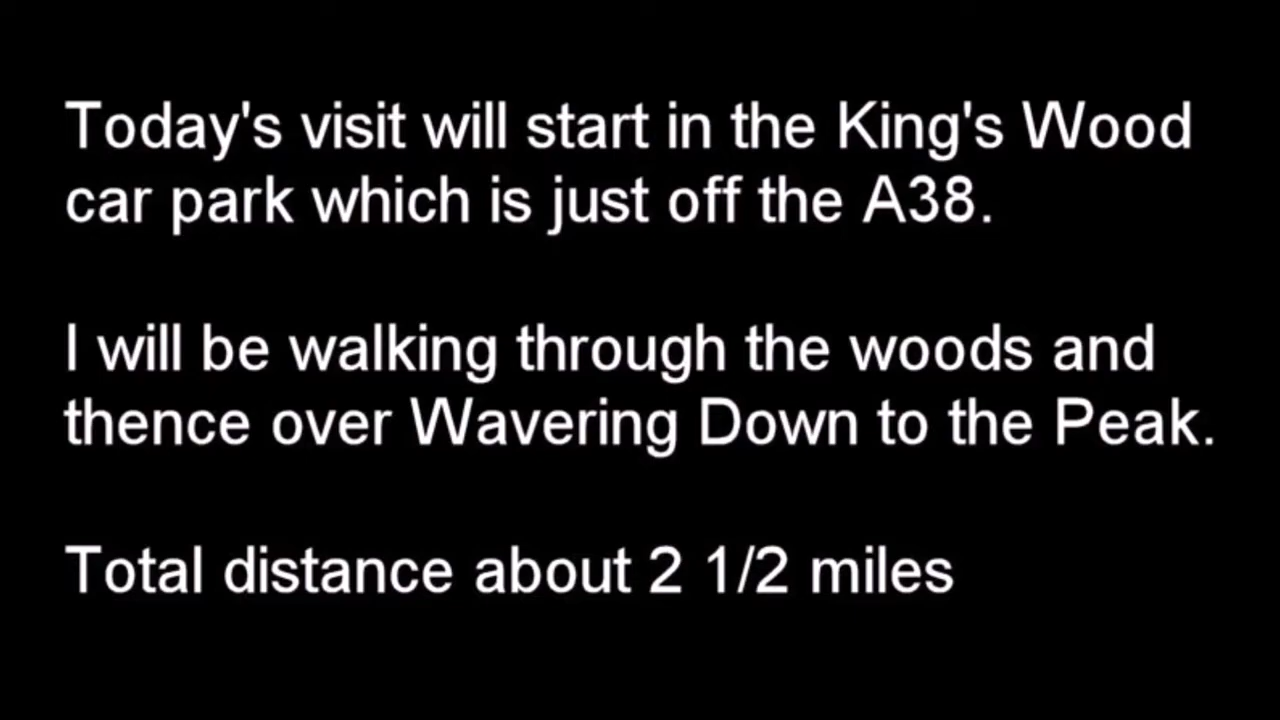 Today's visit will start in the King's Wood
car park which is just off the A38.
I will be walking through the woods and
thence over Wavering Down to the Peak.
Total distance about 2 1/2 miles